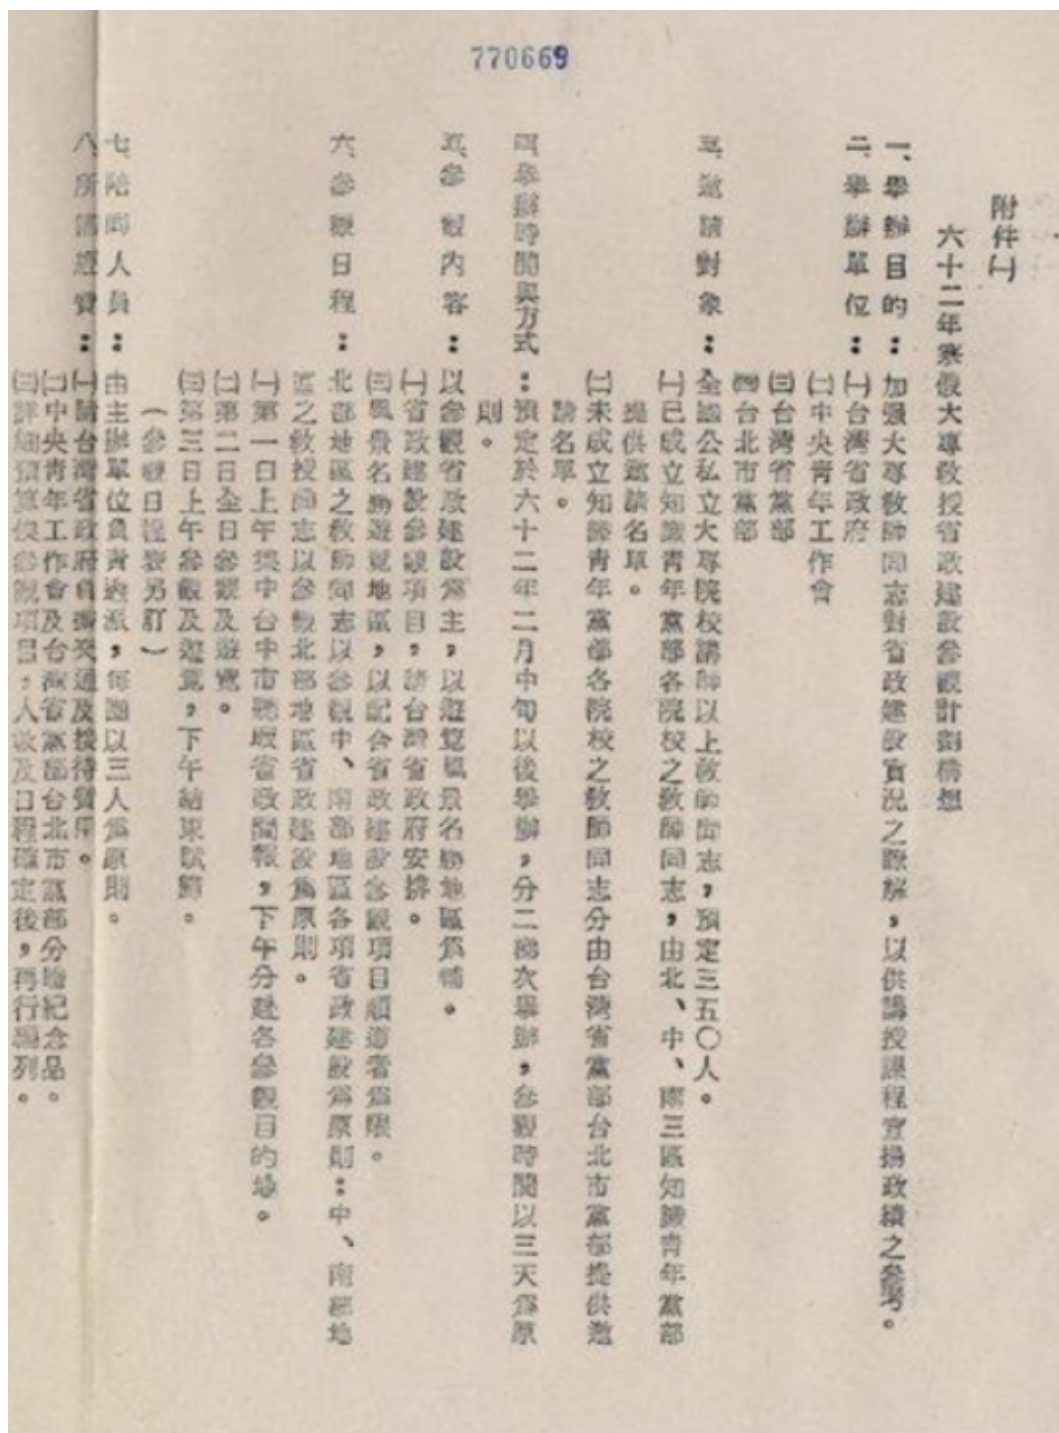 770669
附件㈠
六十二年寒假大專教授省政建設參觀計劃構想
一、舉辦目的：加强大專教師同志對省政建設實況之瞭解，以供講授課程宣揚政績之參考。
二、舉辦單位：㈠台灣省政府
㈡中央青年工作會
㈢台灣省黨部
㈣台北市黨部
三、邀請對象：全國公私立大專院校講師以上教師同志，預定三五〇人。
㈠已成立知識青年黨部各院校之教師同志，由北、中、南三區知識青年黨部
提供邀請名單。
㈡未成立知識青年黨部各院校之教師同志分由台灣省黨部台北市黨部提供邀
請名單。
四、舉辦時間與方式：預定於六十二年二月中旬以後舉辦，分二梯次舉辦，參觀時間以三天爲原
則。
五、參觀內容：以參觀省政建設爲主，以遊覽風景名勝地區爲輔。
㈠省政建設參觀項目，請台灣省政府安排。
㈡風景名勝遊覽地區，以配合省政建設參觀項目順道者爲限。
六、參觀日程：北部地區之教師同志以參觀中、南部地區各項省政建設爲原則：中、南部地
區之教授同志以參觀北部地區省政建設爲原則。
㈠第一日上午集中台中市聽取省政簡報，下午分赴各參觀目的地。
㈡第二日全日參觀及遊覽。
㈢第三日上午參觀及遊覽，下午結束賦歸。
（參觀日程表另訂）
七、陪同人員：由主辦單位負責遴派，每團以三人爲原則。
八、所需經費：㈠請台灣省政府負擔交通及接待費用。
㈡中央青年工作會及台灣省黨部台北市黨部分贈紀念品。
㈢詳細預算俟參觀項目，人數及日程確定後，再行編列。